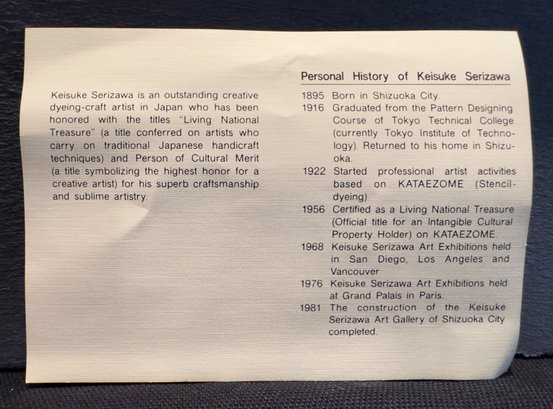 Keisuke Serizawa is an outstanding creative
dyeing-craft artist in Japan who has been
honored with the titles "Living National
Treasure" (a title conferred on artists who
carry on traditional Japanese handicraft
techniques) and Person of Cultural Merit
(a title symbolizing the highest honor for a
creative artist) for his superb craftsmanship
and sublime artistry.
Personal History of Keisuke Serizawa
1895 Born in Shizuoka City.
1916 Graduated from the Pattern Designing
Course of Tokyo Technical College
(currently Tokyo Institute of Techno-
logy). Returned to his home in Shizu-
oka.
1922 Started professional artist activities
based on KATAEZOME (Stencil-
dyeing)
1956 Certified as a Living National Treasure
(Official title for an Intangible Cultural
Property Holder) on KATAEZOME.
1968 Keisuke Serizawa Art Exhibitions held
in San Diego, Los Angeles and
Vancouver
1976 Keisuke Serizawa Art Exhibitions held
at Grand Palais in Paris.
1981 The construction of the Keisuke
Serizawa Art Gallery of Shizuoka City
completed.